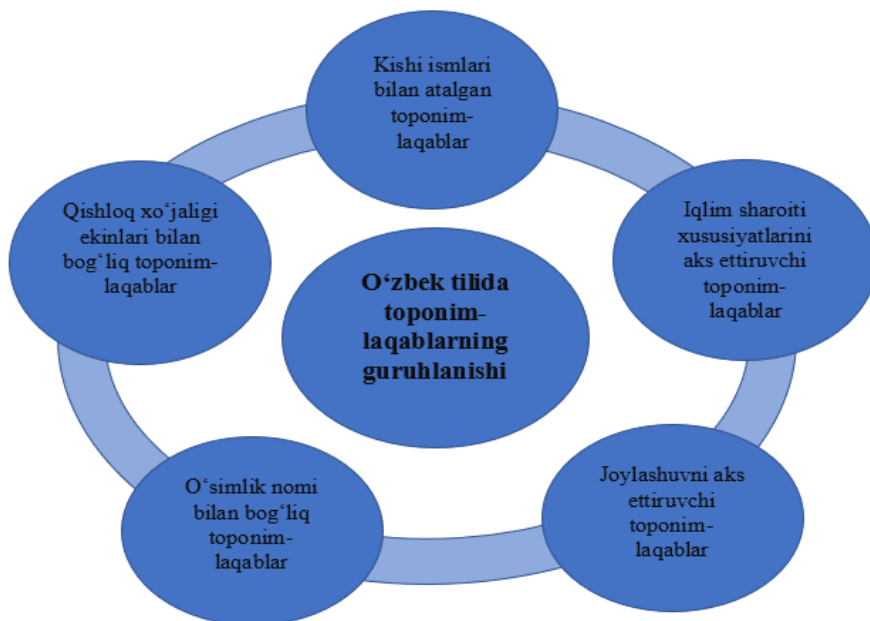 Kishi ismlari
bilan atalgan
toponim-
laqablar
Qishloq xo‘jaligi
ekinlari bilan
bog‘liq toponim-
laqablar
Iqlim sharoiti
xususiyatlarini
aks ettiruvchi
toponim-
laqablar
O‘zbek tilida
toponim-
laqablarning
guruhlanishi
O‘simlik nomi
bilan bog‘liq
toponim-
laqablar
Joylashuvni aks
ettiruvchi
toponim-
laqablar